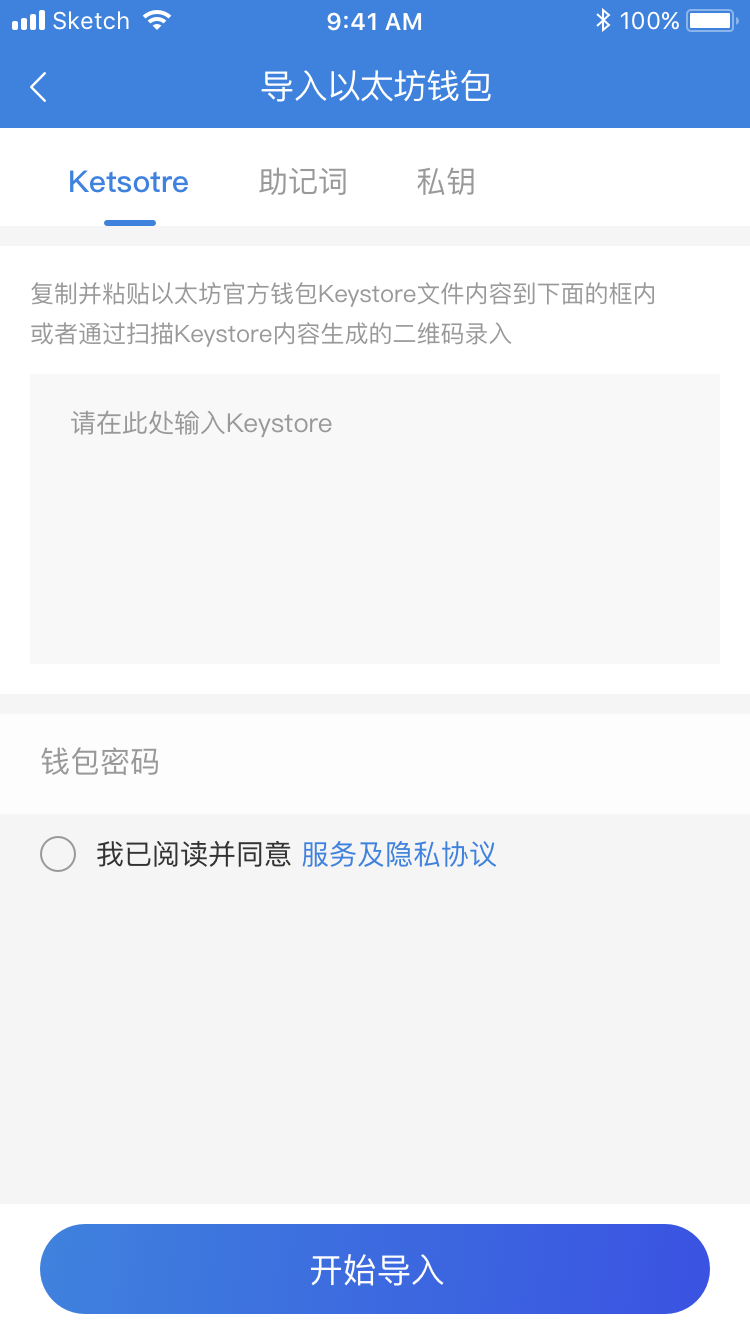 Sketch 9:41 AM 100%
导入以太坊钱包
Ketsotre 助记词 私钥
复制并粘贴以太坊官方钱包Keystore文件内容到下面的框内
或者通过扫描Keystore内容生成的二维码录入
请在此处输入Keystore
钱包密码
我已阅读并同意 服务及隐私协议
开始导入